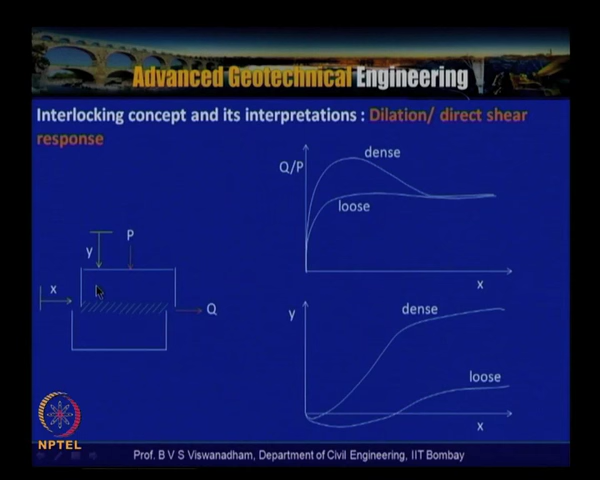 Advanced Geotechnical Engineering
Interlocking concept and its interpretations : Dilation/ direct shear
response
dense
Q/P
loose
x
P
y
x
Q
y
dense
loose
x
NPTEL
Prof. B V S Viswanadham, Department of Civil Engineering, IIT Bombay